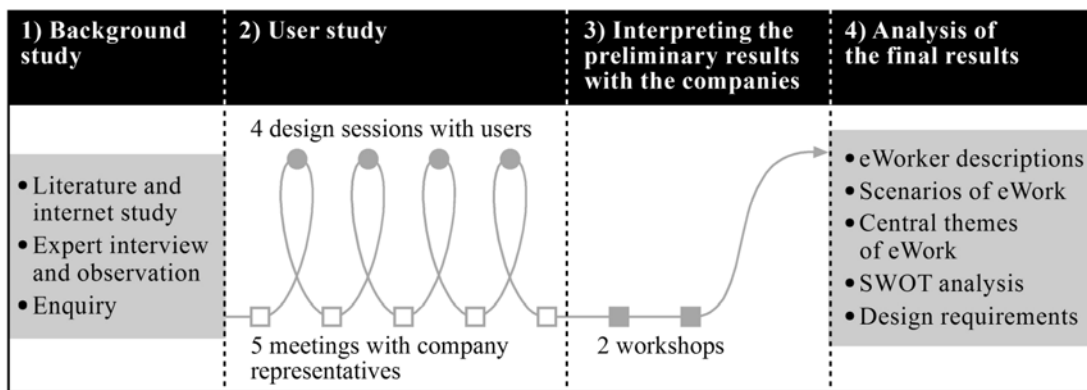 1) Background
study
2) User study
3) Interpreting the
preliminary results
with the companies
4) Analysis of
the final results
• Literature and
internet study
• Expert interview
and observation
• Enquiry
4 design sessions with users
5 meetings with company
representatives
2 workshops
• eWorker descriptions
• Scenarios of eWork
• Central themes
of eWork
• SWOT analysis
• Design requirements